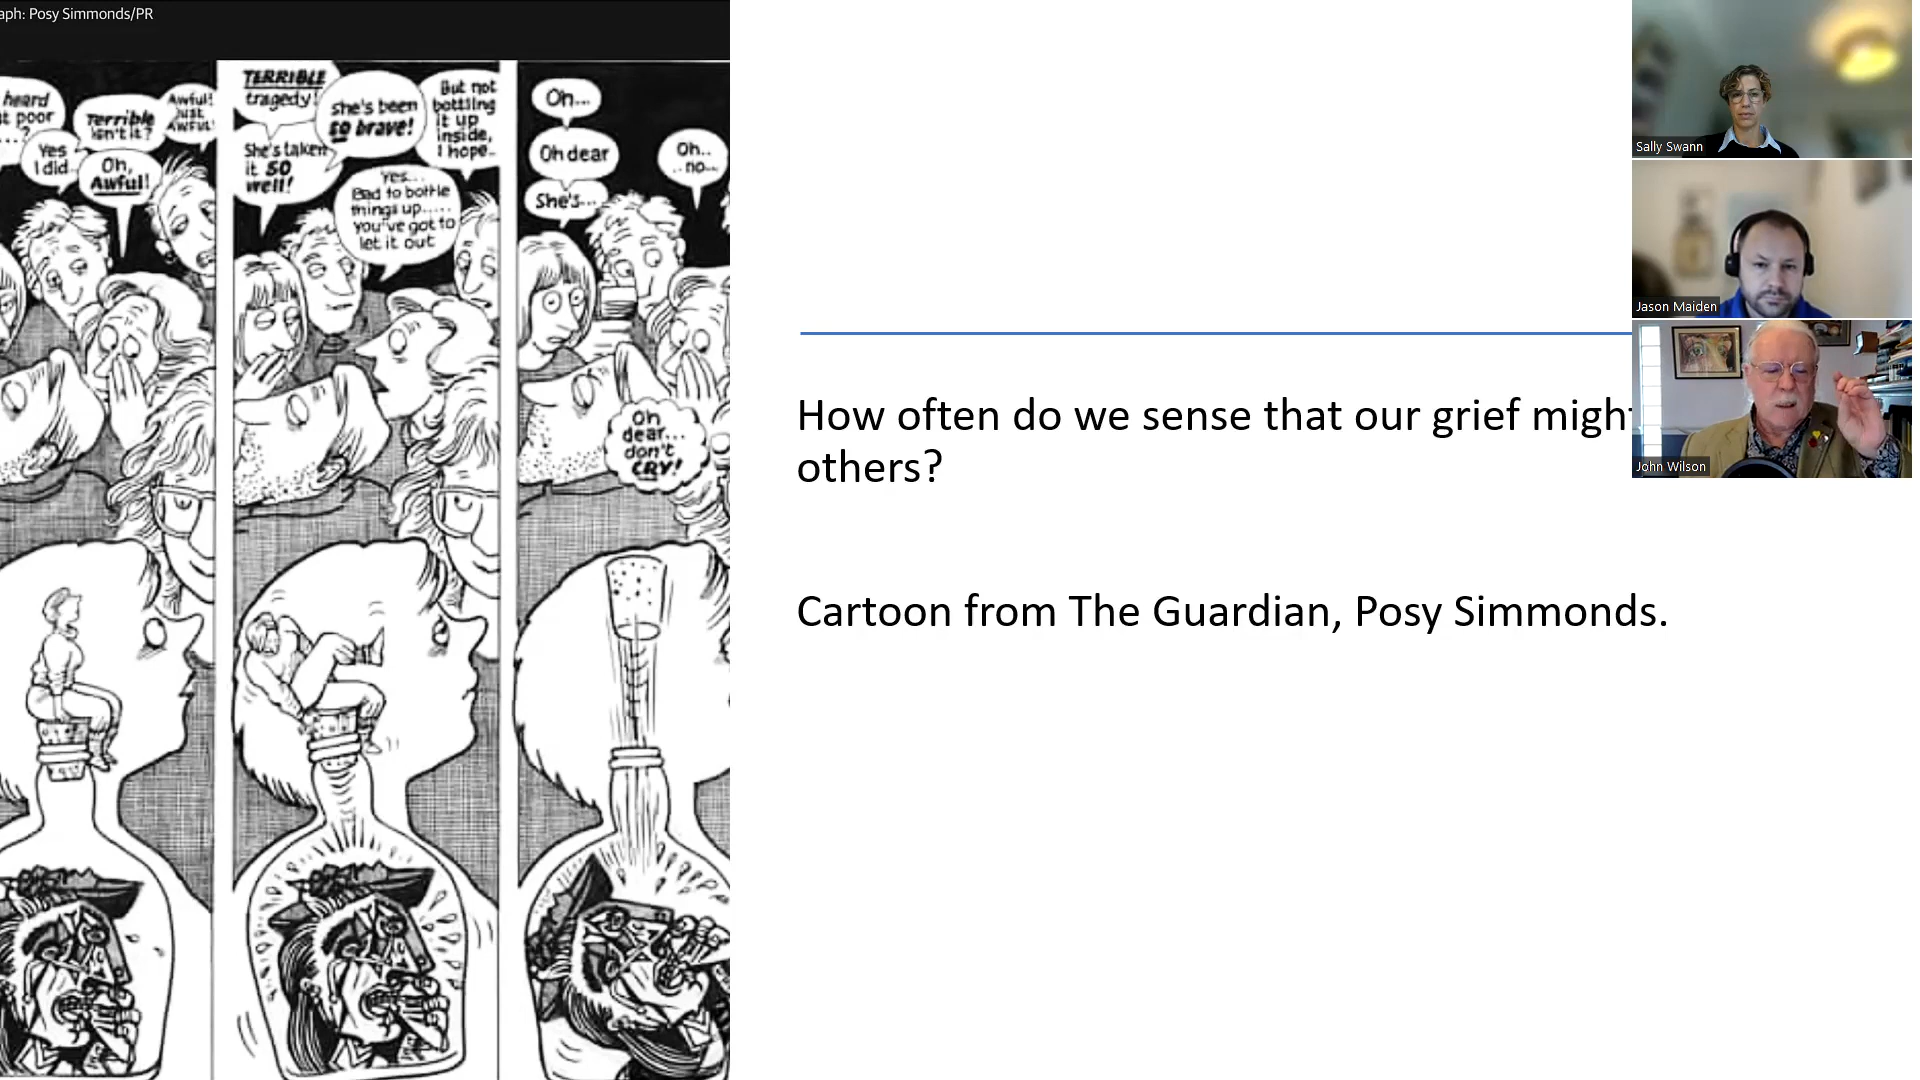 aph: Posy Simmonds/PR
heard
t poor
...?
Yes
I did..
Terrible
isn't it?
Oh,
Awful!
Awful!
Just
AWFUL!
TERRIBLE
tragedy!
She's been
so brave!
But not
bottling
it up
inside,
I hope..
She's taken
it SO
well!
Yes...
Bad to bottle
things up.....
you've got to
let it out
Oh...
Oh dear
She's...
Oh..
..no...
Oh
dear...
don't
CRY!
How often do we sense that our grief might
others?
Cartoon from The Guardian, Posy Simmonds.
Sally Swann
Jason Maiden
John Wilson